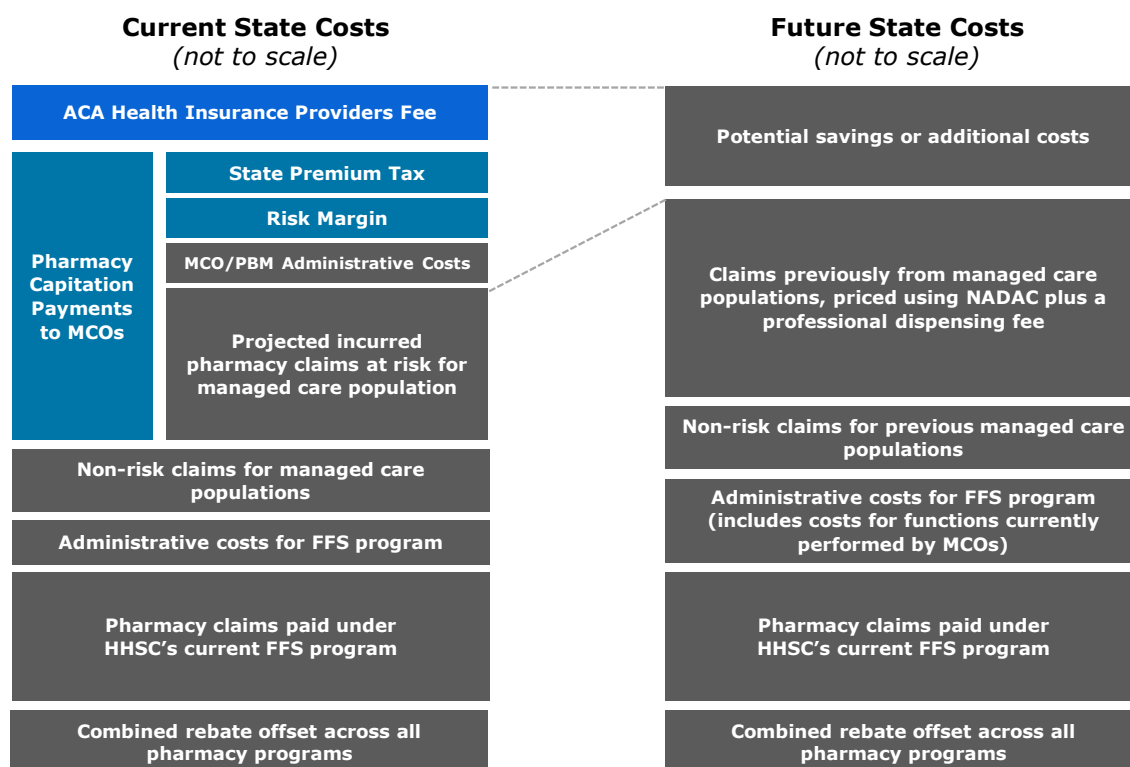 Current State Costs
(not to scale)
ACA Health Insurance Providers Fee
Pharmacy
Capitation
Payments
to MCOs
State Premium Tax
Risk Margin
MCO/PBM Administrative Costs
Projected incurred
pharmacy claims at risk for
managed care population
Non-risk claims for managed care
populations
Administrative costs for FFS program
Pharmacy claims paid under
HHSC’s current FFS program
Combined rebate offset across all
pharmacy programs
Future State Costs
(not to scale)
Potential savings or additional costs
Claims previously from managed care
populations, priced using NADAC plus a
professional dispensing fee
Non-risk claims for previous managed care
populations
Administrative costs for FFS program
(includes costs for functions currently
performed by MCOs)
Pharmacy claims paid under
HHSC’s current FFS program
Combined rebate offset across all
pharmacy programs